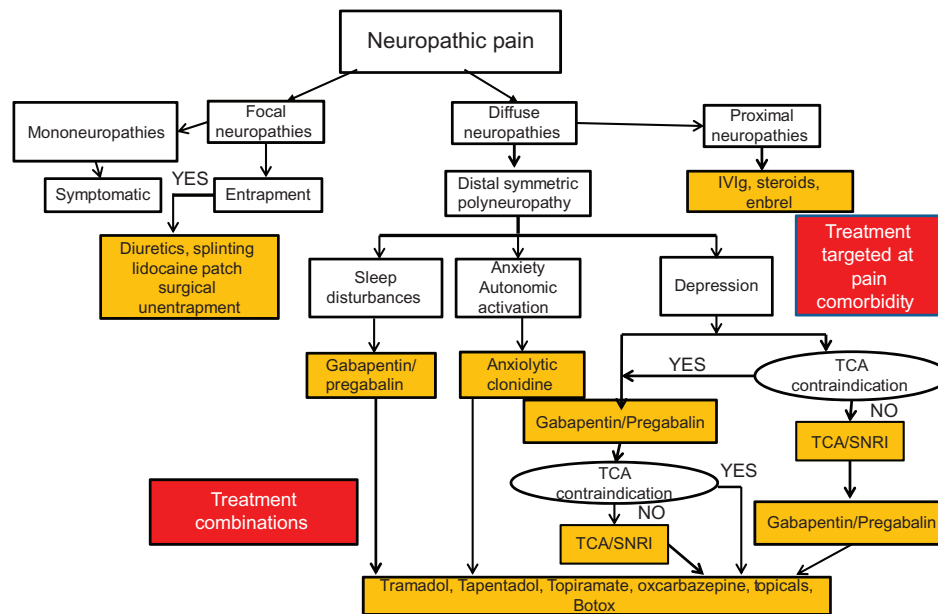 Neuropathic pain
Focal
neuropathies
Diffuse
neuropathies
Proximal
neuropathies
Mononeuropathies
Symptomatic
YES
Entrapment
Distal symmetric
polyneuropathy
IVIg, steroids,
enbrel
Diuretics, splinting
lidocaine patch
surgical
unentrapment
Treatment
targeted at
pain
comorbidity
Sleep
disturbances
Anxiety
Autonomic
activation
Depression
Gabapentin/
pregabalin
Anxiolytic
clonidine
YES
TCA
contraindication
Gabapentin/Pregabalin
NO
TCA/SNRI
TCA
contraindication
YES
Treatment
combinations
NO
TCA/SNRI
Gabapentin/Pregabalin
Tramadol, Tapentadol, Topiramate, oxcarbazepine, topicals,
Botox